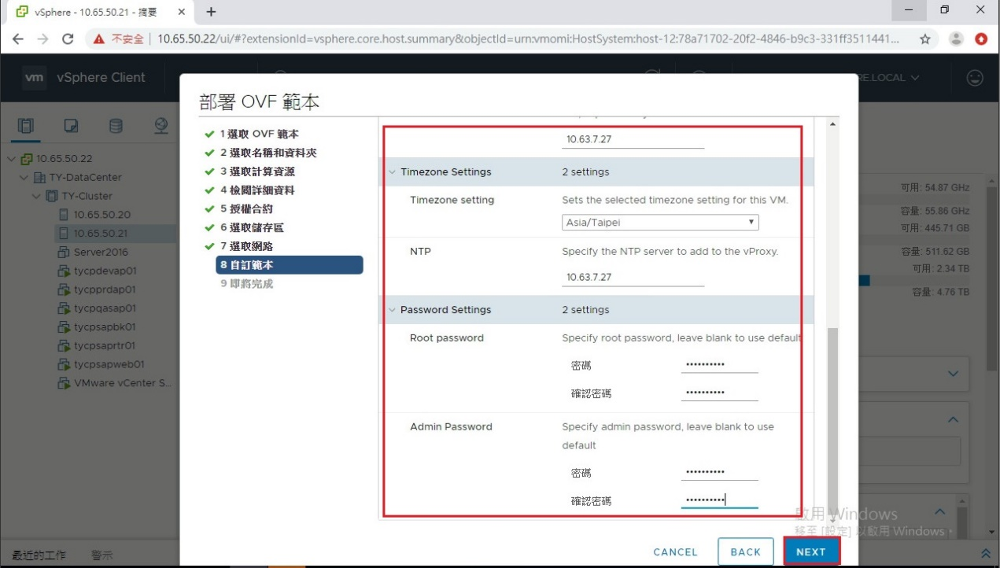 vSphere - 10.65.50.21 - 摘要
不安全 | 10.65.50.22/ui/#?extensionId=vsphere.core.host.summary&objectId=urn:vmomi:HostSystem:host-12:78a71702-20f2-4846-b9c3-331ff3511441...
vm vSphere Client
RE.LOCAL
部署 OVF 範本
1 選取 OVF 範本
2 選取名稱和資料夾
3 選取計算資源
4 檢閱詳細資料
5 授權合約
6 選取儲存區
7 選取網路
8 自訂範本
9 即將完成
10.65.50.22
TY-DataCenter
TY-Cluster
10.65.50.20
10.65.50.21
Server2016
tycpdevap01
tycpprdap01
tycpqasap01
tycpsapbk01
tycpsaprtr01
tycpsapweb01
VMware vCenter S...
10.63.7.27
Timezone Settings 2 settings
Timezone setting Sets the selected timezone setting for this VM.
Asia/Taipei
NTP Specify the NTP server to add to the vProxy.
10.63.7.27
Password Settings 2 settings
Root password Specify root password, leave blank to use default
密碼 ••••••••••
確認密碼 ••••••••••
Admin Password Specify admin password, leave blank to use
default
密碼 ••••••••••
確認密碼 ••••••••••
可用: 54.87 GHz
容量: 55.86 GHz
可用: 445.71 GB
容量: 511.62 GB
可用: 2.34 TB
容量: 4.76 TB
啟用 Windows
移至 [設定] 以啟用 Windows。
CANCEL BACK NEXT
最近的工作 警示